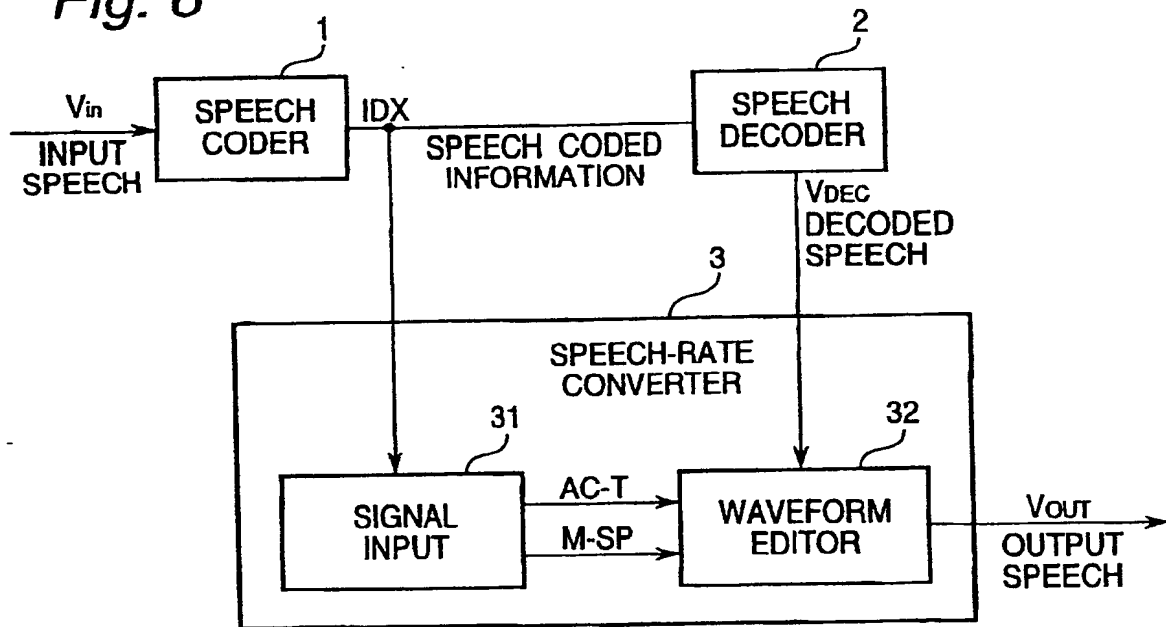 Fig. 6
1
2
Vin
INPUT
SPEECH
SPEECH
CODER
IDX
SPEECH CODED
INFORMATION
SPEECH
DECODER
VDEC
DECODED
SPEECH
3
SPEECH-RATE
CONVERTER
31
32
SIGNAL
INPUT
AC-T
M-SP
WAVEFORM
EDITOR
VOUT
OUTPUT
SPEECH